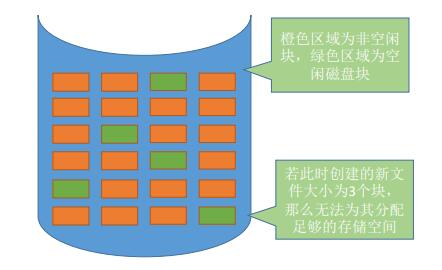 橙色区域为非空闲
块，绿色区域为空
闲磁盘块
若此时创建的新文
件大小为3个块，
那么无法为其分配
足够的存储空间